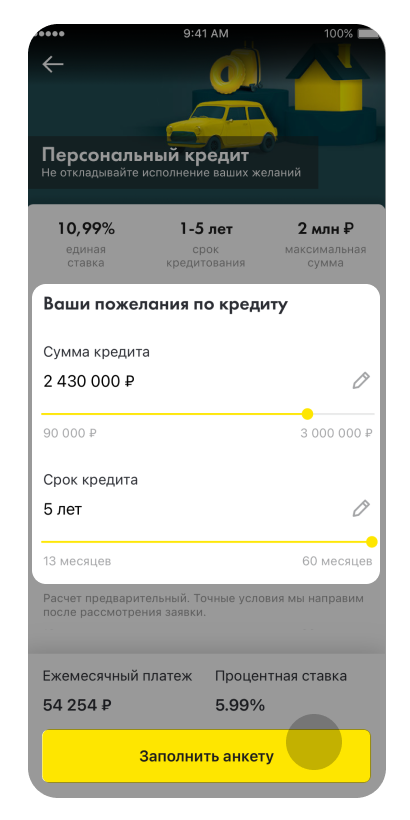 9:41 AM 100%
Персональный кредит
Не откладывайте исполнение ваших желаний
10,99% 1-5 лет 2 млн ₽
единая срок максимальная
ставка кредитования сумма
Ваши пожелания по кредиту
Сумма кредита
2 430 000 ₽
90 000 ₽ 3 000 000 ₽
Срок кредита
5 лет
13 месяцев 60 месяцев
Расчет предварительный. Точные условия мы направим
после рассмотрения заявки.
Ежемесячный платеж Процентная ставка
54 254 ₽ 5.99%
Заполнить анкету